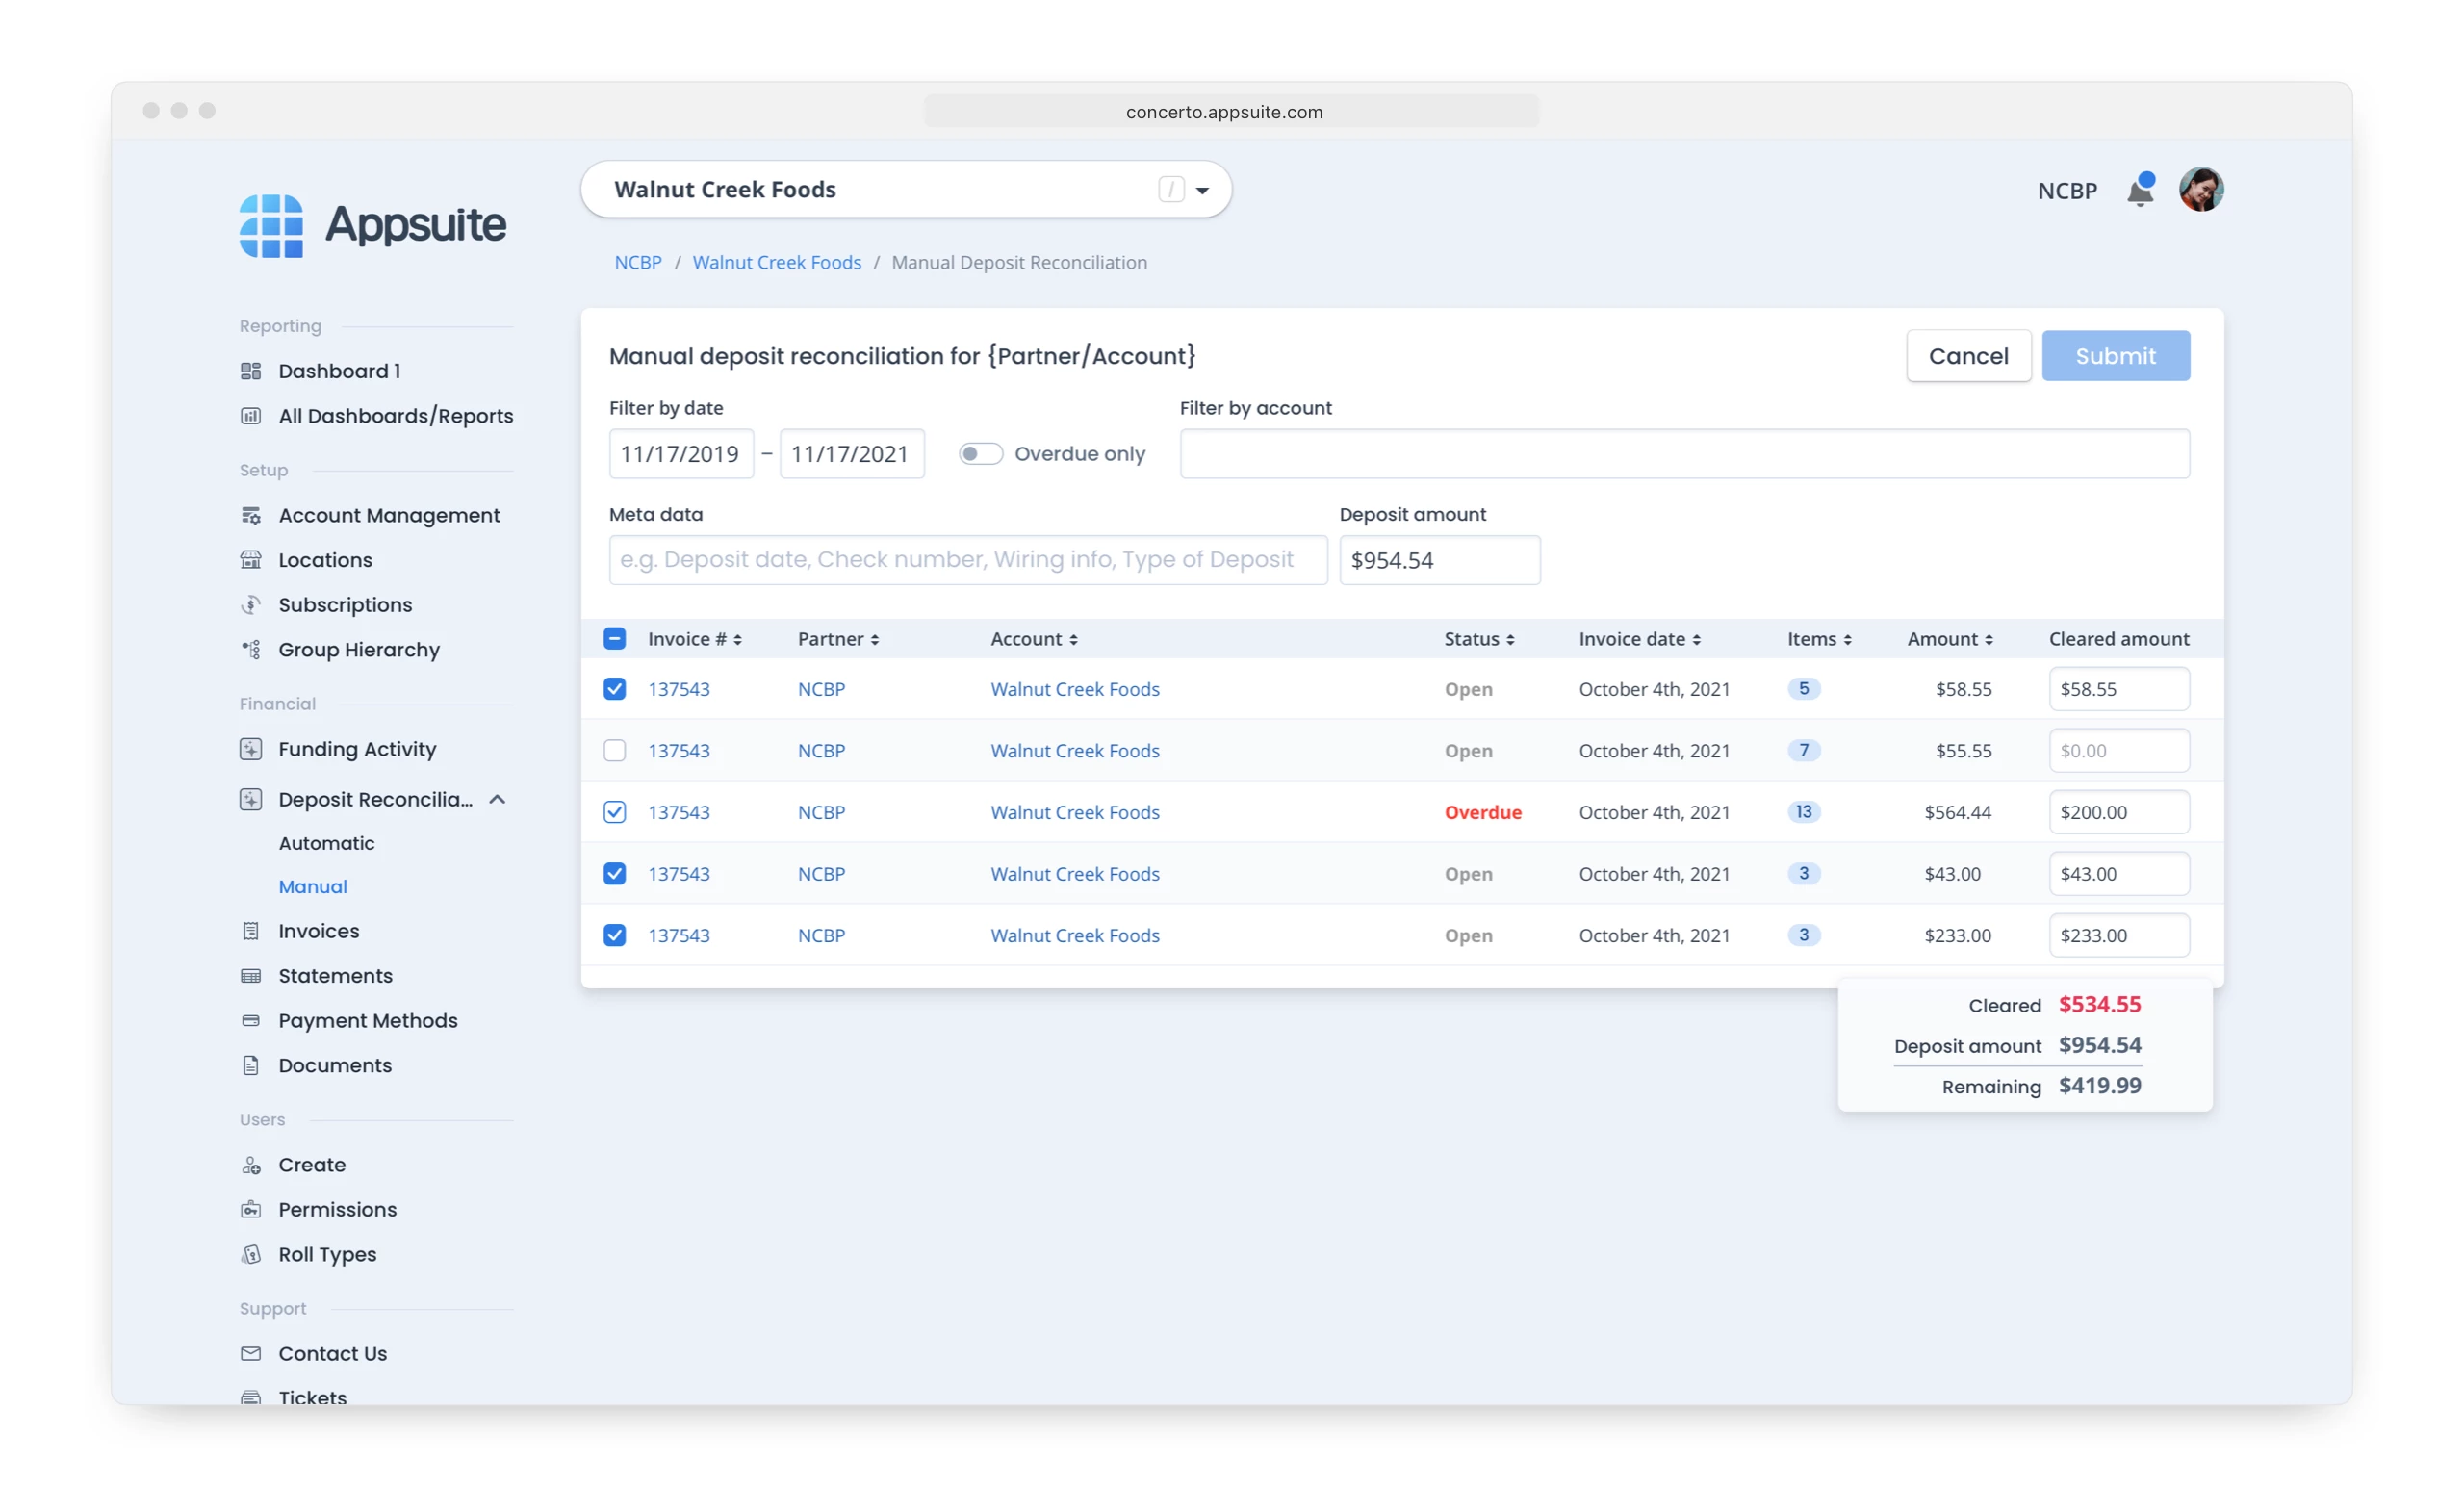 concerto.appsuite.com
Appsuite
Walnut Creek Foods /
NCBP
NCBP / Walnut Creek Foods / Manual Deposit Reconciliation
Reporting
Dashboard 1
All Dashboards/Reports
Setup
Account Management
Locations
Subscriptions
Group Hierarchy
Financial
Funding Activity
Deposit Reconcilia...
Automatic
Manual
Invoices
Statements
Payment Methods
Documents
Users
Create
Permissions
Roll Types
Support
Contact Us
Tickets
Manual deposit reconciliation for {Partner/Account}
Cancel
Submit
Filter by date
11/17/2019 – 11/17/2021
Overdue only
Filter by account
Meta data
e.g. Deposit date, Check number, Wiring info, Type of Deposit
Deposit amount
$954.54
Invoice # Partner Account Status Invoice date Items Amount Cleared amount
137543 NCBP Walnut Creek Foods Open October 4th, 2021 5 $58.55 $58.55
137543 NCBP Walnut Creek Foods Open October 4th, 2021 7 $55.55 $0.00
137543 NCBP Walnut Creek Foods Overdue October 4th, 2021 13 $564.44 $200.00
137543 NCBP Walnut Creek Foods Open October 4th, 2021 3 $43.00 $43.00
137543 NCBP Walnut Creek Foods Open October 4th, 2021 3 $233.00 $233.00
Cleared $534.55
Deposit amount $954.54
Remaining $419.99